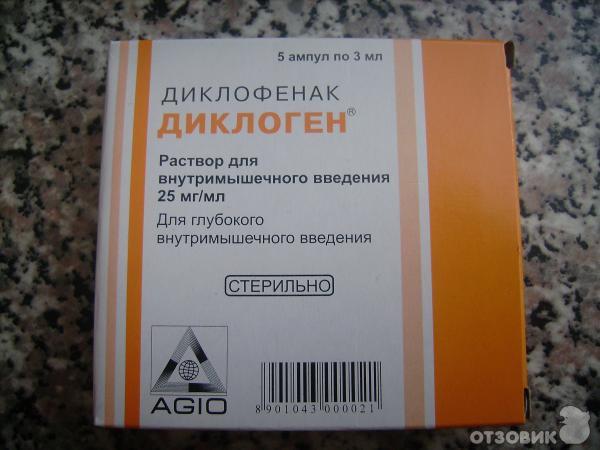 5 ампул по 3 мл
ДИКЛОФЕНАК
ДИКЛОГЕН®
Раствор для
внутримышечного введения
25 мг/мл
Для глубокого
внутримышечного введения
СТЕРИЛЬНО
AGIO
8 901043 000021
ОТЗОВИК